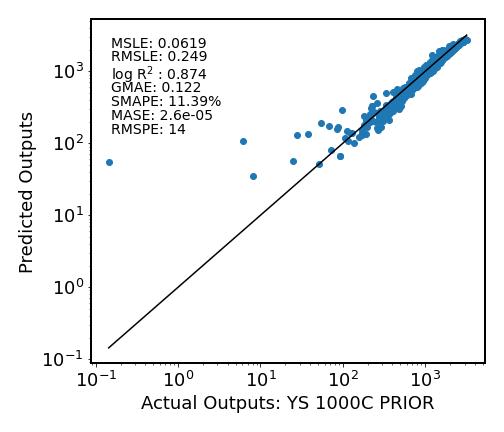 MSLE: 0.0619
RMSLE: 0.249
log R² : 0.874
GMAE: 0.122
SMAPE: 11.39%
MASE: 2.6e-05
RMSPE: 14
Predicted Outputs
10³
10²
10¹
10⁰
10⁻¹
10⁻¹ 10⁰ 10¹ 10² 10³
Actual Outputs: YS 1000C PRIOR